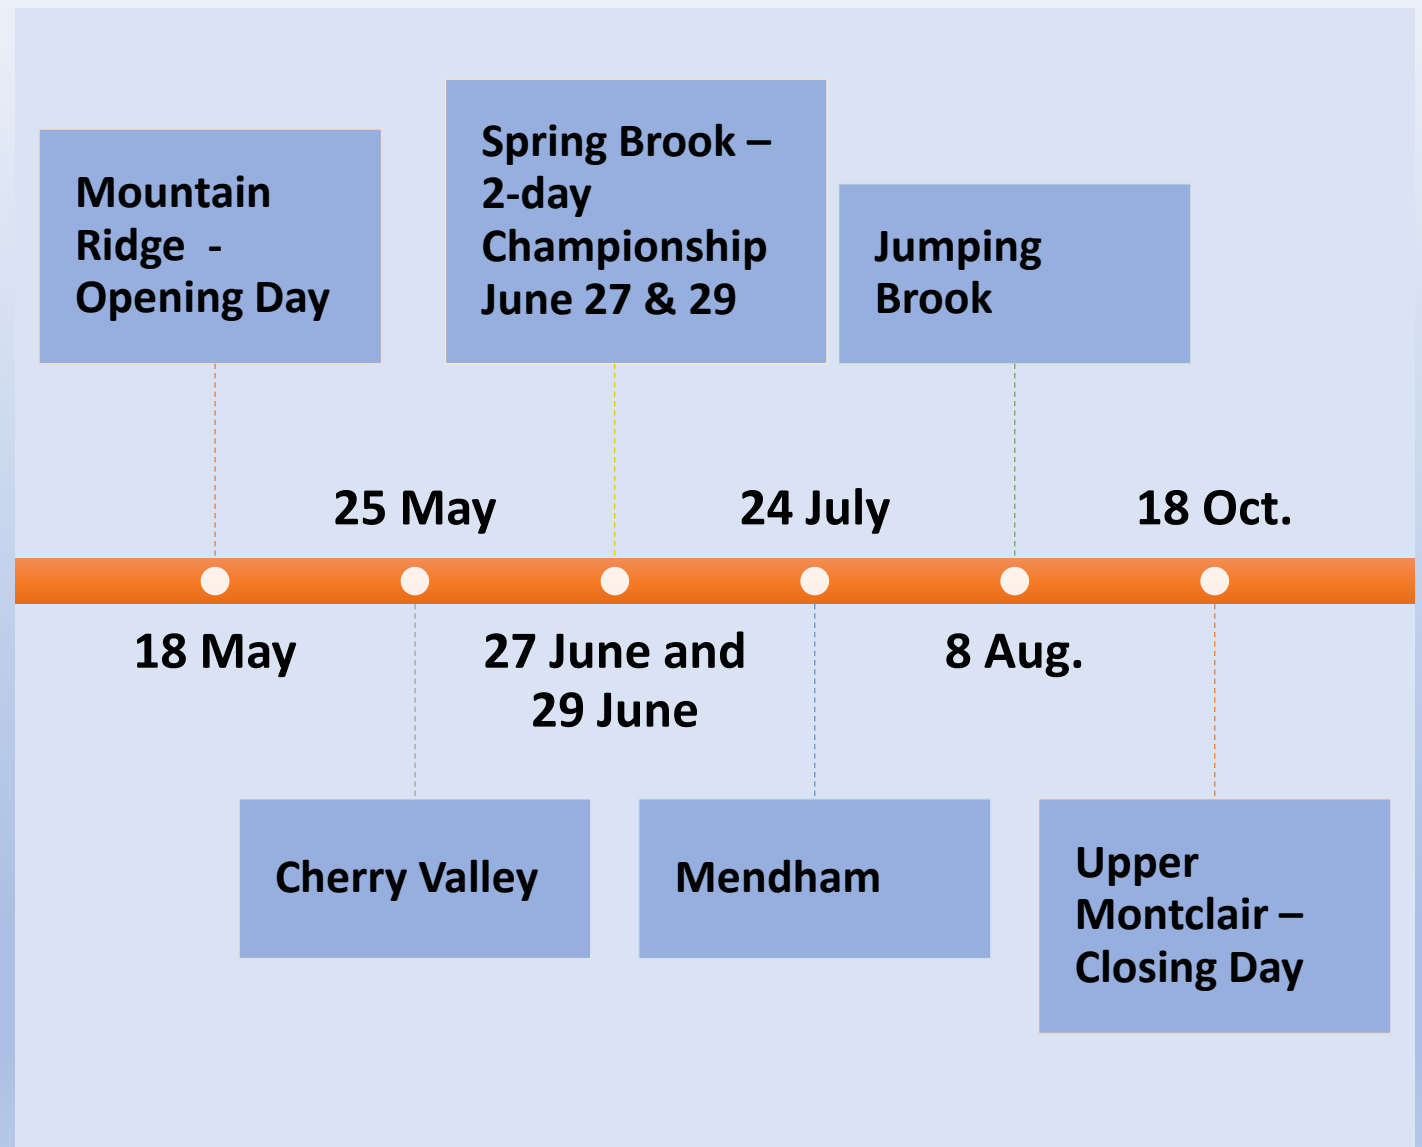 Mountain
Ridge  -
Opening Day
Spring Brook –
2-day
Championship
June 27 & 29
Jumping
Brook
25 May
24 July
18 Oct.
18 May
27 June and
29 June
8 Aug.
Cherry Valley
Mendham
Upper
Montclair –
Closing Day